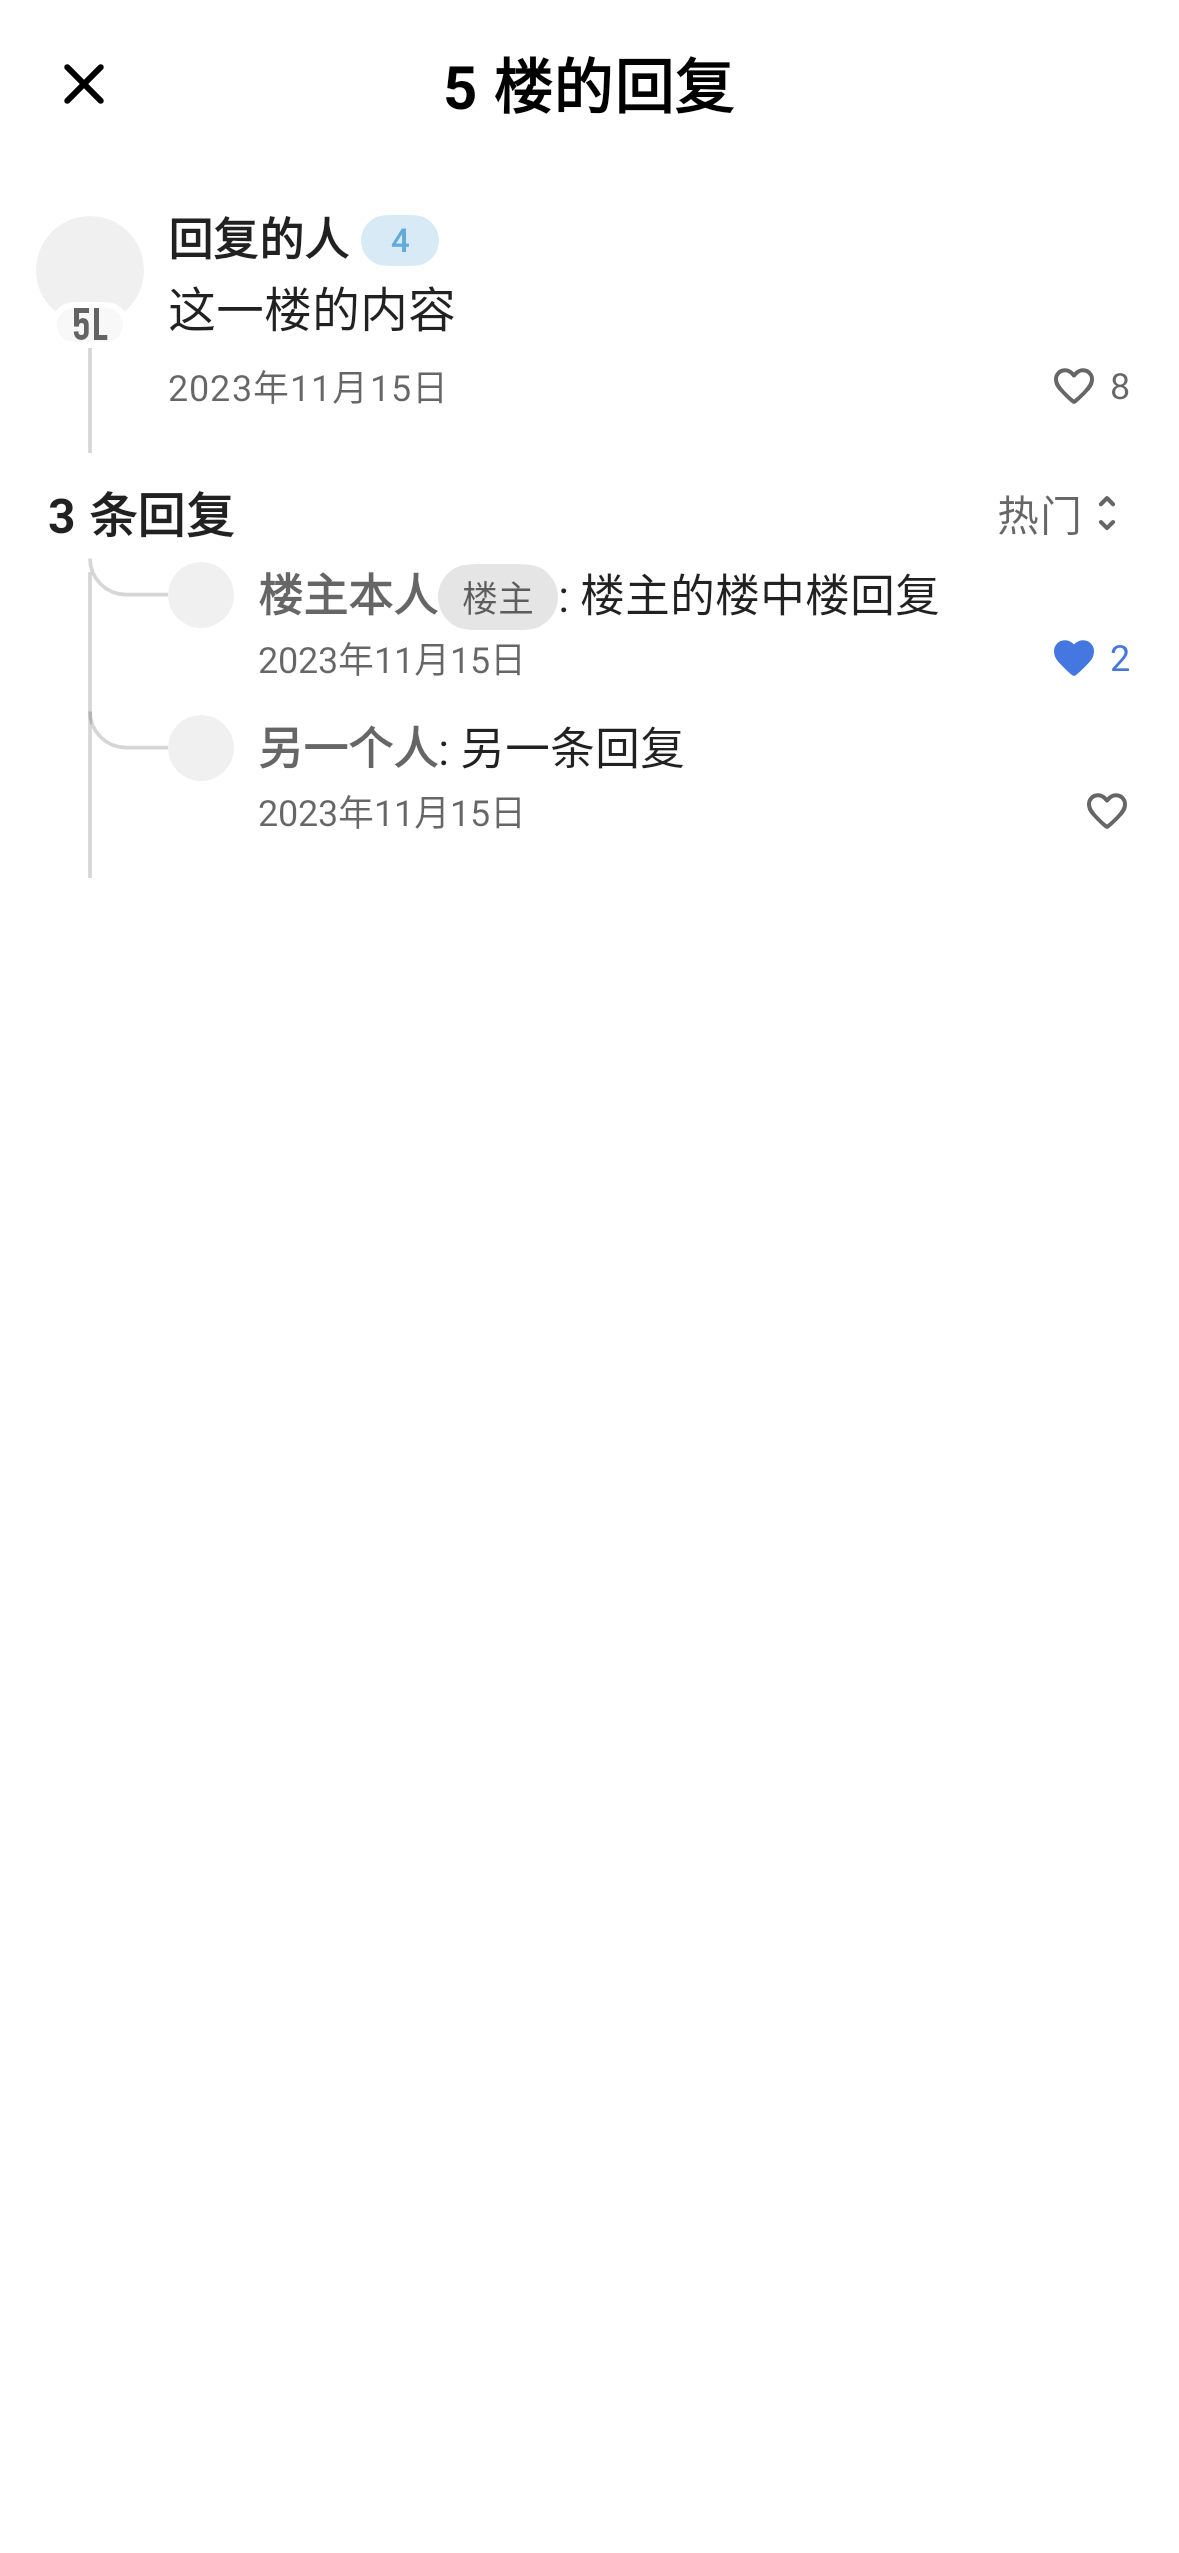 5 楼的回复
回复的人 4
5L
这一楼的内容
2023年11月15日 8
3 条回复 热门
楼主本人 楼主 : 楼主的楼中楼回复
2023年11月15日 2
另一个人: 另一条回复
2023年11月15日